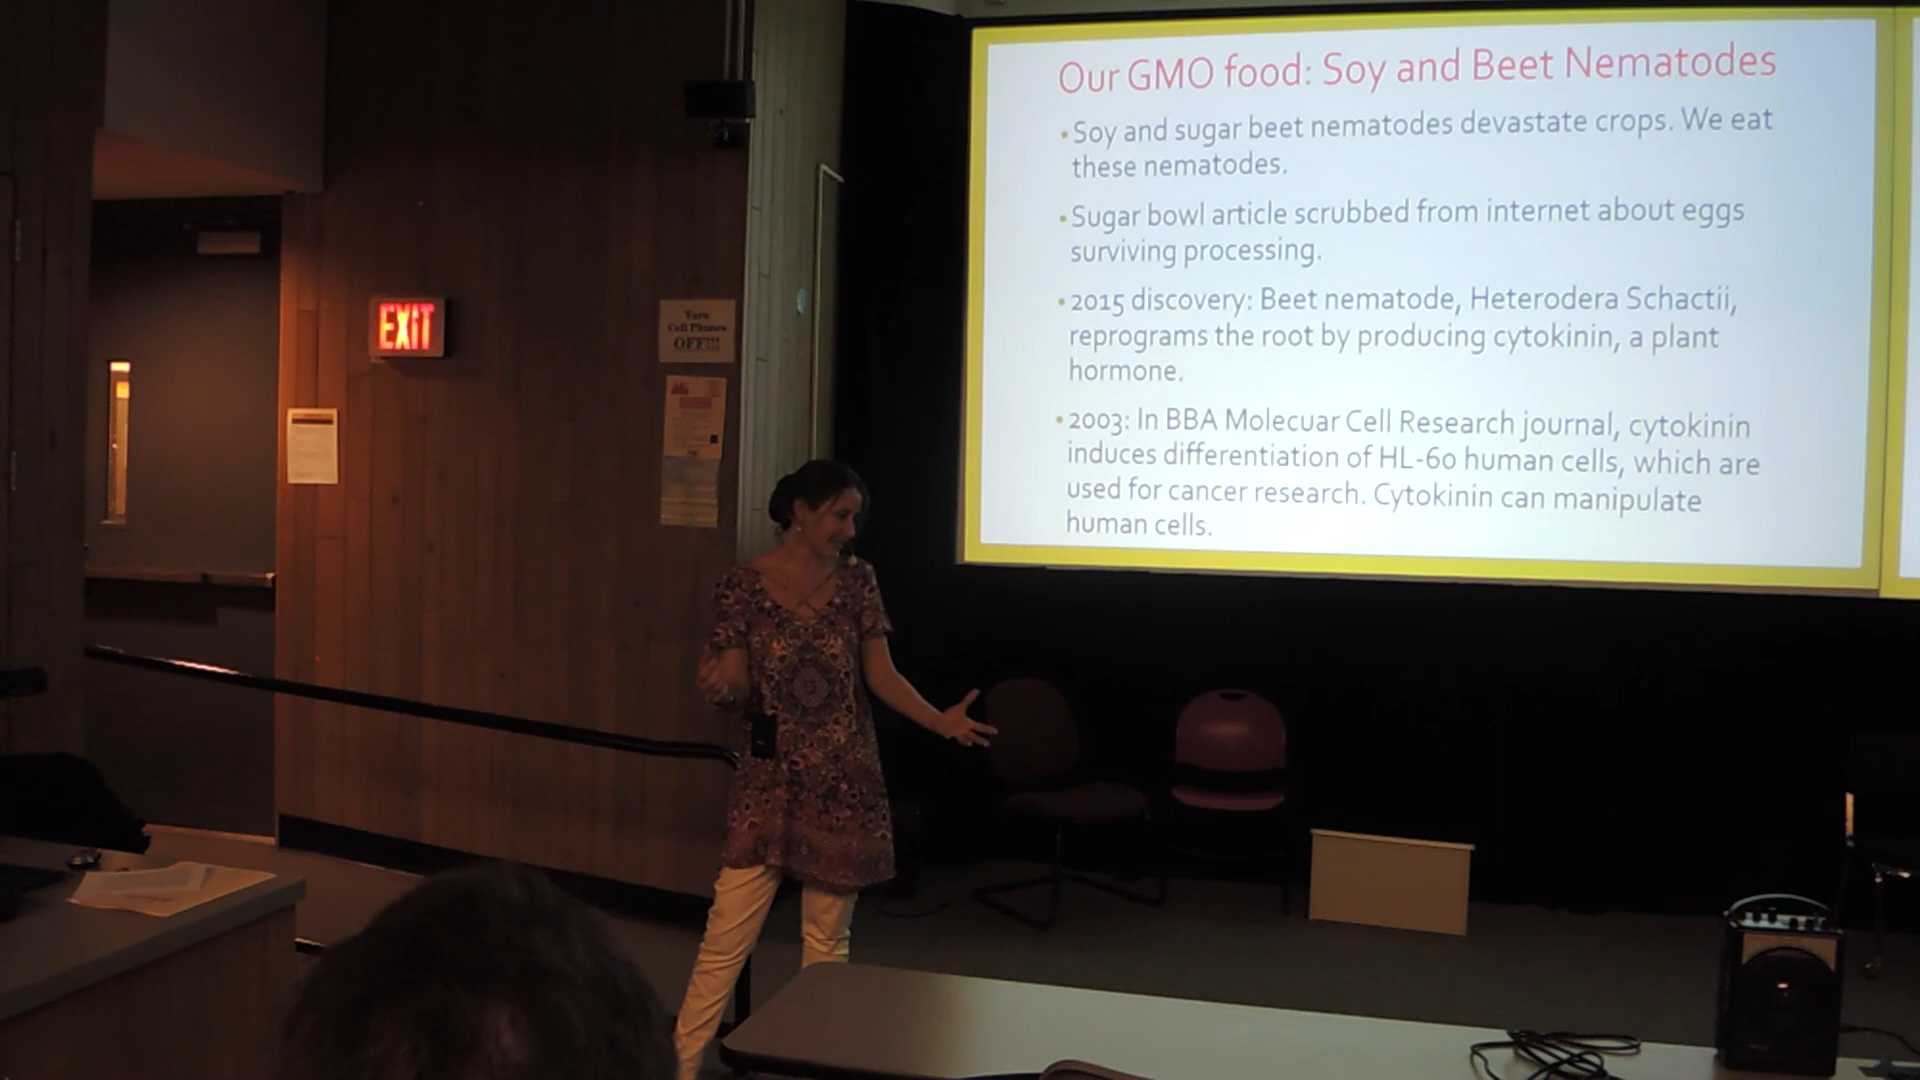 Our GMO food: Soy and Beet Nematodes
• Soy and sugar beet nematodes devastate crops. We eat
these nematodes.
• Sugar bowl article scrubbed from internet about eggs
surviving processing.
• 2015 discovery: Beet nematode, Heterodera Schactii,
reprograms the root by producing cytokinin, a plant
hormone.
• 2003: In BBA Molecuar Cell Research journal, cytokinin
induces differentiation of HL-60 human cells, which are
used for cancer research. Cytokinin can manipulate
human cells.
EXIT
Turn
Cell Phones
OFF!!!